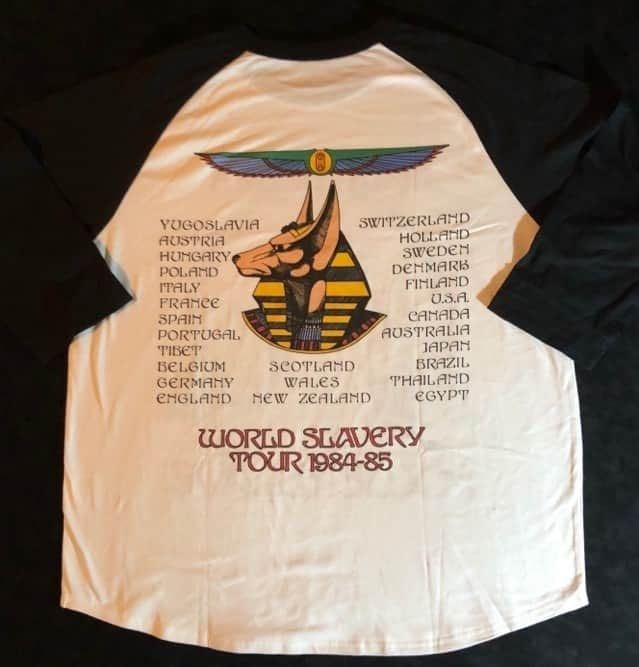 YUGOSLAVIA
AUSTRIA
HUNGARY
POLAND
ITALY
FRANCE
SPAIN
PORTUGAL
TIBET
BELGIUM
GERMANY
ENGLAND
SCOTLAND
WALES
NEW ZEALAND
SWITZERLAND
HOLLAND
SWEDEN
DENMARK
FINLAND
U.S.A.
CANADA
AUSTRALIA
JAPAN
BRAZIL
THAILAND
EGYPT
WORLD SLAVERY
TOUR 1984-85